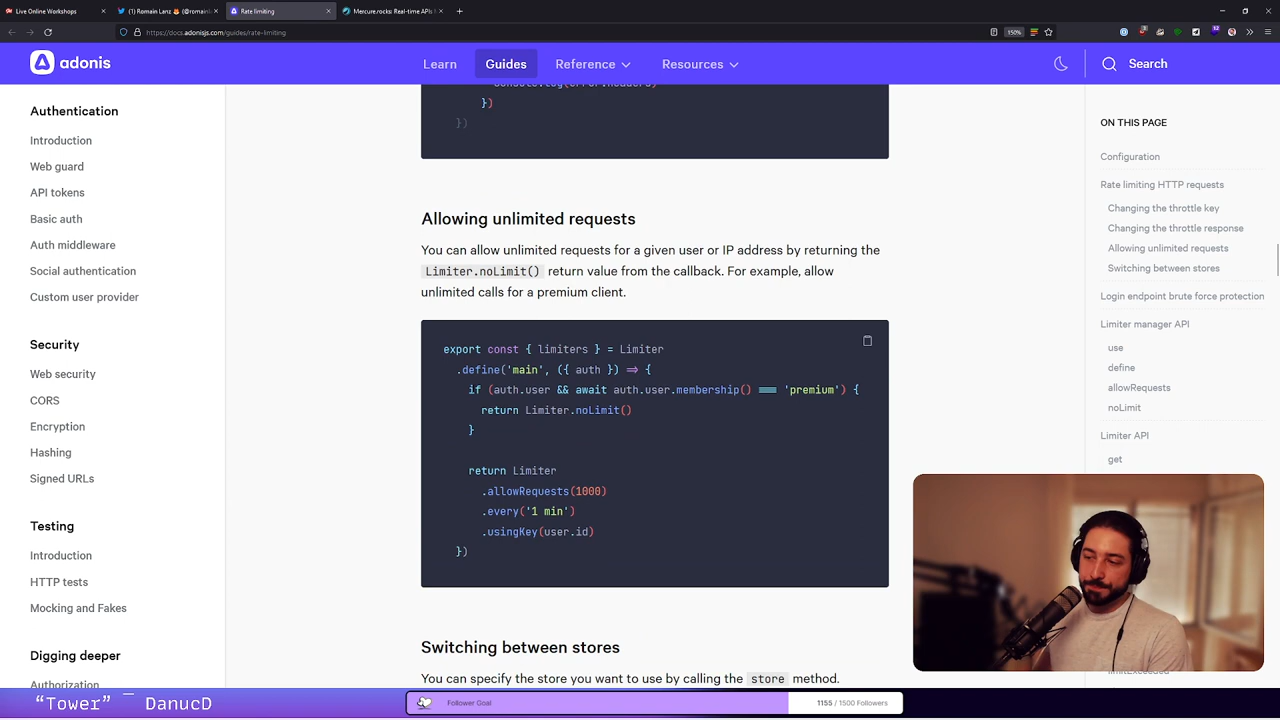 Live Online Workshops
(1) Romain Lanz
Rate limiting
Mercure.rocks: Real-time APIs
https://docs.adonisjs.com/guides/rate-limiting
150%
adonis
Learn
Guides
Reference
Resources
Search
Authentication
Introduction
Web guard
API tokens
Basic auth
Auth middleware
Social authentication
Custom user provider
Security
Web security
CORS
Encryption
Hashing
Signed URLs
Testing
Introduction
HTTP tests
Mocking and Fakes
Digging deeper
Authorization
})
})
Allowing unlimited requests
You can allow unlimited requests for a given user or IP address by returning the
Limiter.noLimit() return value from the callback. For example, allow
unlimited calls for a premium client.
export const { limiters } = Limiter
.define('main', ({ auth }) => {
if (auth.user && await auth.user.membership() === 'premium') {
return Limiter.noLimit()
}
return Limiter
.allowRequests(1000)
.every('1 min')
.usingKey(user.id)
})
Switching between stores
You can specify the store you want to use by calling the store method.
ON THIS PAGE
Configuration
Rate limiting HTTP requests
Changing the throttle key
Changing the throttle response
Allowing unlimited requests
Switching between stores
Login endpoint brute force protection
Limiter manager API
use
define
allowRequests
noLimit
Limiter API
get
“Tower” – DanucD
Follower Goal
1155 / 1500 Followers